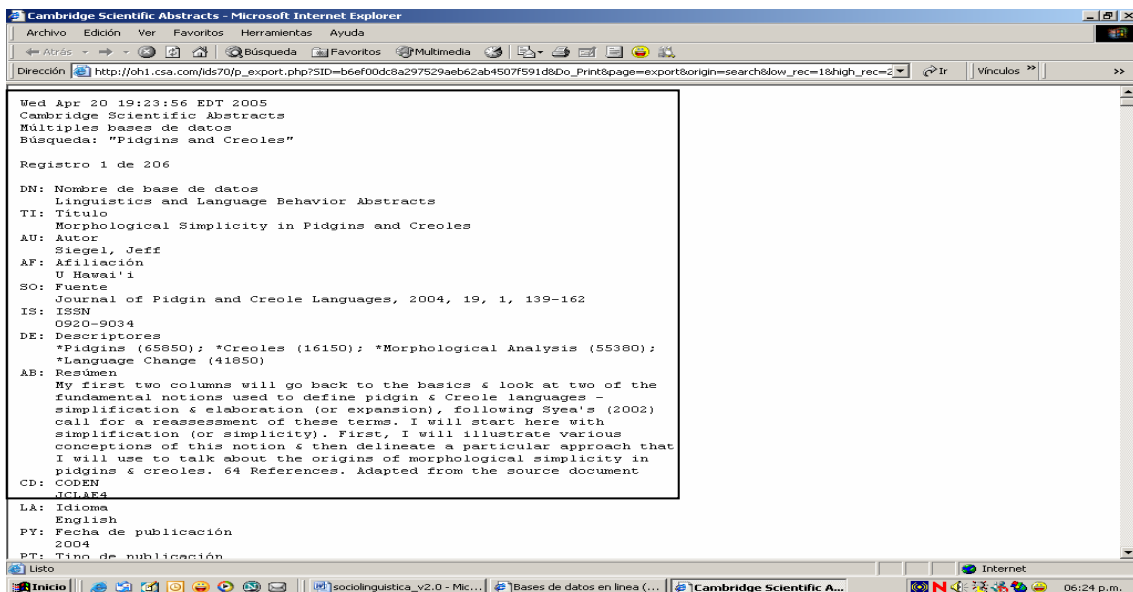 Cambridge Scientific Abstracts - Microsoft Internet Explorer
Archivo Edición Ver Favoritos Herramientas Ayuda
Atrás Búsqueda Favoritos Multimedia
Dirección http://oh1.csa.com/ids70/p_export.php?SID=b6ef00dc8a297529aeb62ab4507f591d&Do_Print&page=export&origin=search&low_rec=1&high_rec=2 Ir Vínculos »
Wed Apr 20 19:23:56 EDT 2005
Cambridge Scientific Abstracts
Múltiples bases de datos
Búsqueda: "Pidgins and Creoles"
Registro 1 de 206
DN: Nombre de base de datos
Linguistics and Language Behavior Abstracts
TI: Título
Morphological Simplicity in Pidgins and Creoles
AU: Autor
Siegel, Jeff
AF: Afiliación
U Hawai'i
SO: Fuente
Journal of Pidgin and Creole Languages, 2004, 19, 1, 139-162
IS: ISSN
0920-9034
DE: Descriptores
*Pidgins (65850); *Creoles (16150); *Morphological Analysis (55380);
*Language Change (41850)
AB: Resúmen
My first two columns will go back to the basics & look at two of the
fundamental notions used to define pidgin & Creole languages -
simplification & elaboration (or expansion), following Syea's (2002)
call for a reassessment of these terms. I will start here with
simplification (or simplicity). First, I will illustrate various
conceptions of this notion & then delineate a particular approach that
I will use to talk about the origins of morphological simplicity in
pidgins & creoles. 64 References. Adapted from the source document
CD: CODEN
JCLAE4
LA: Idioma
English
PY: Fecha de publicación
2004
PT: Tipo de publicación
Listo Internet
Inicio sociolinguistica_v2.0 - Mic... Bases de datos en linea (... Cambridge Scientific A... 06:24 p.m.